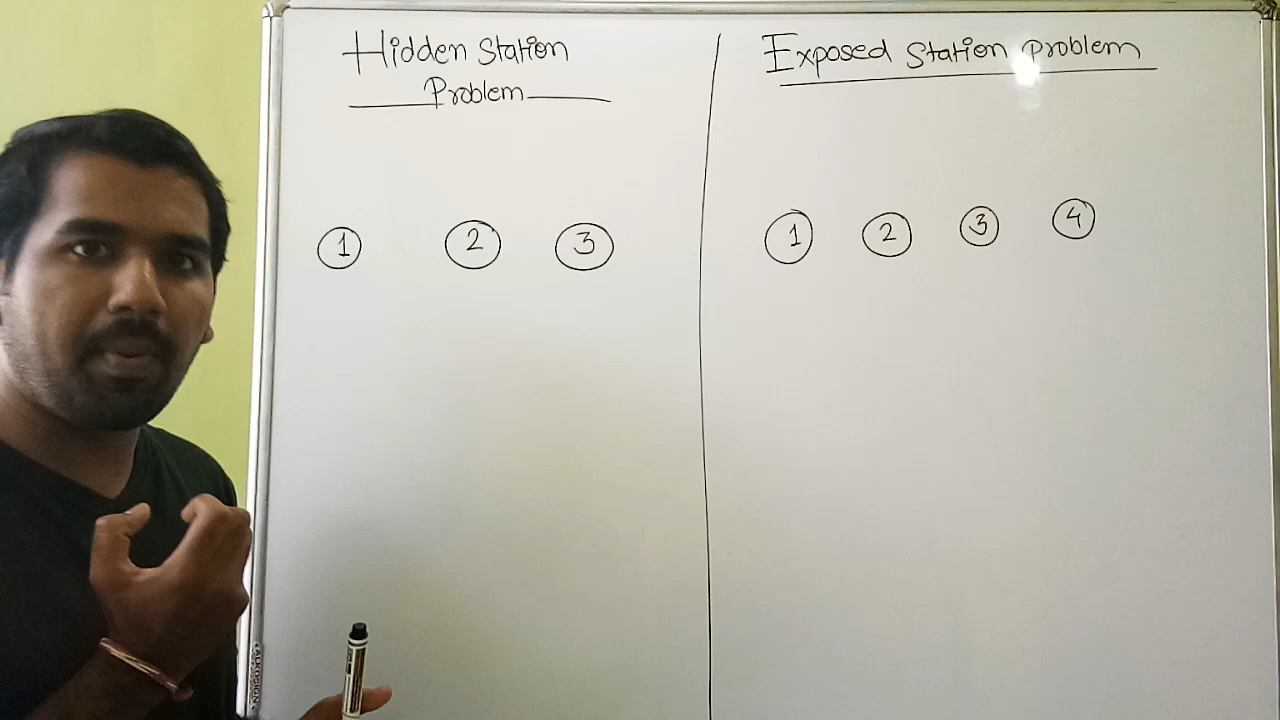 Hidden Station
Problem
1 2 3
Exposed Station Problem
1 2 3 4